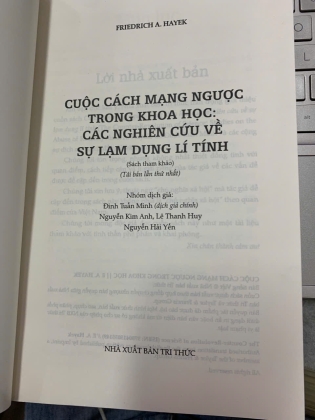 FRIEDRICH A. HAYEK
CUỘC CÁCH MẠNG NGƯỢC
TRONG KHOA HỌC:
CÁC NGHIÊN CỨU VỀ
SỰ LẠM DỤNG LÍ TÍNH
(Sách tham khảo)
(Tái bản lần thứ nhất)
Nhóm dịch giả:
Đinh Tuấn Minh (dịch giả chính)
Nguyễn Kim Anh, Lê Thanh Huy
Nguyễn Hải Yến
NHÀ XUẤT BẢN TRI THỨC